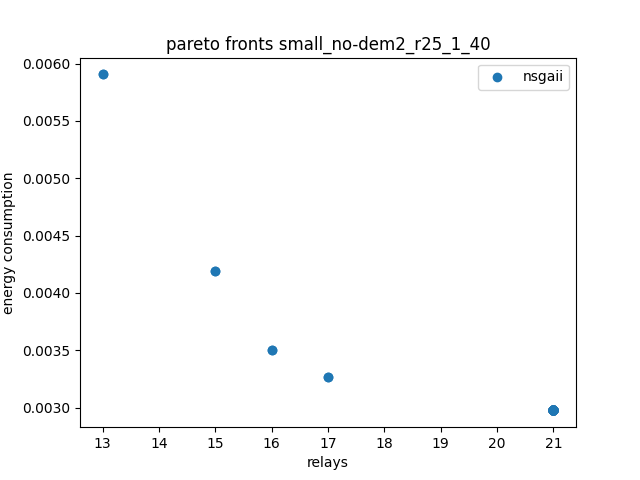 pareto fronts small_no-dem2_r25_1_40
nsgaii
0.0060
0.0055
0.0050
0.0045
0.0040
0.0035
0.0030
energy consumption
13 14 15 16 17 18 19 20 21
relays